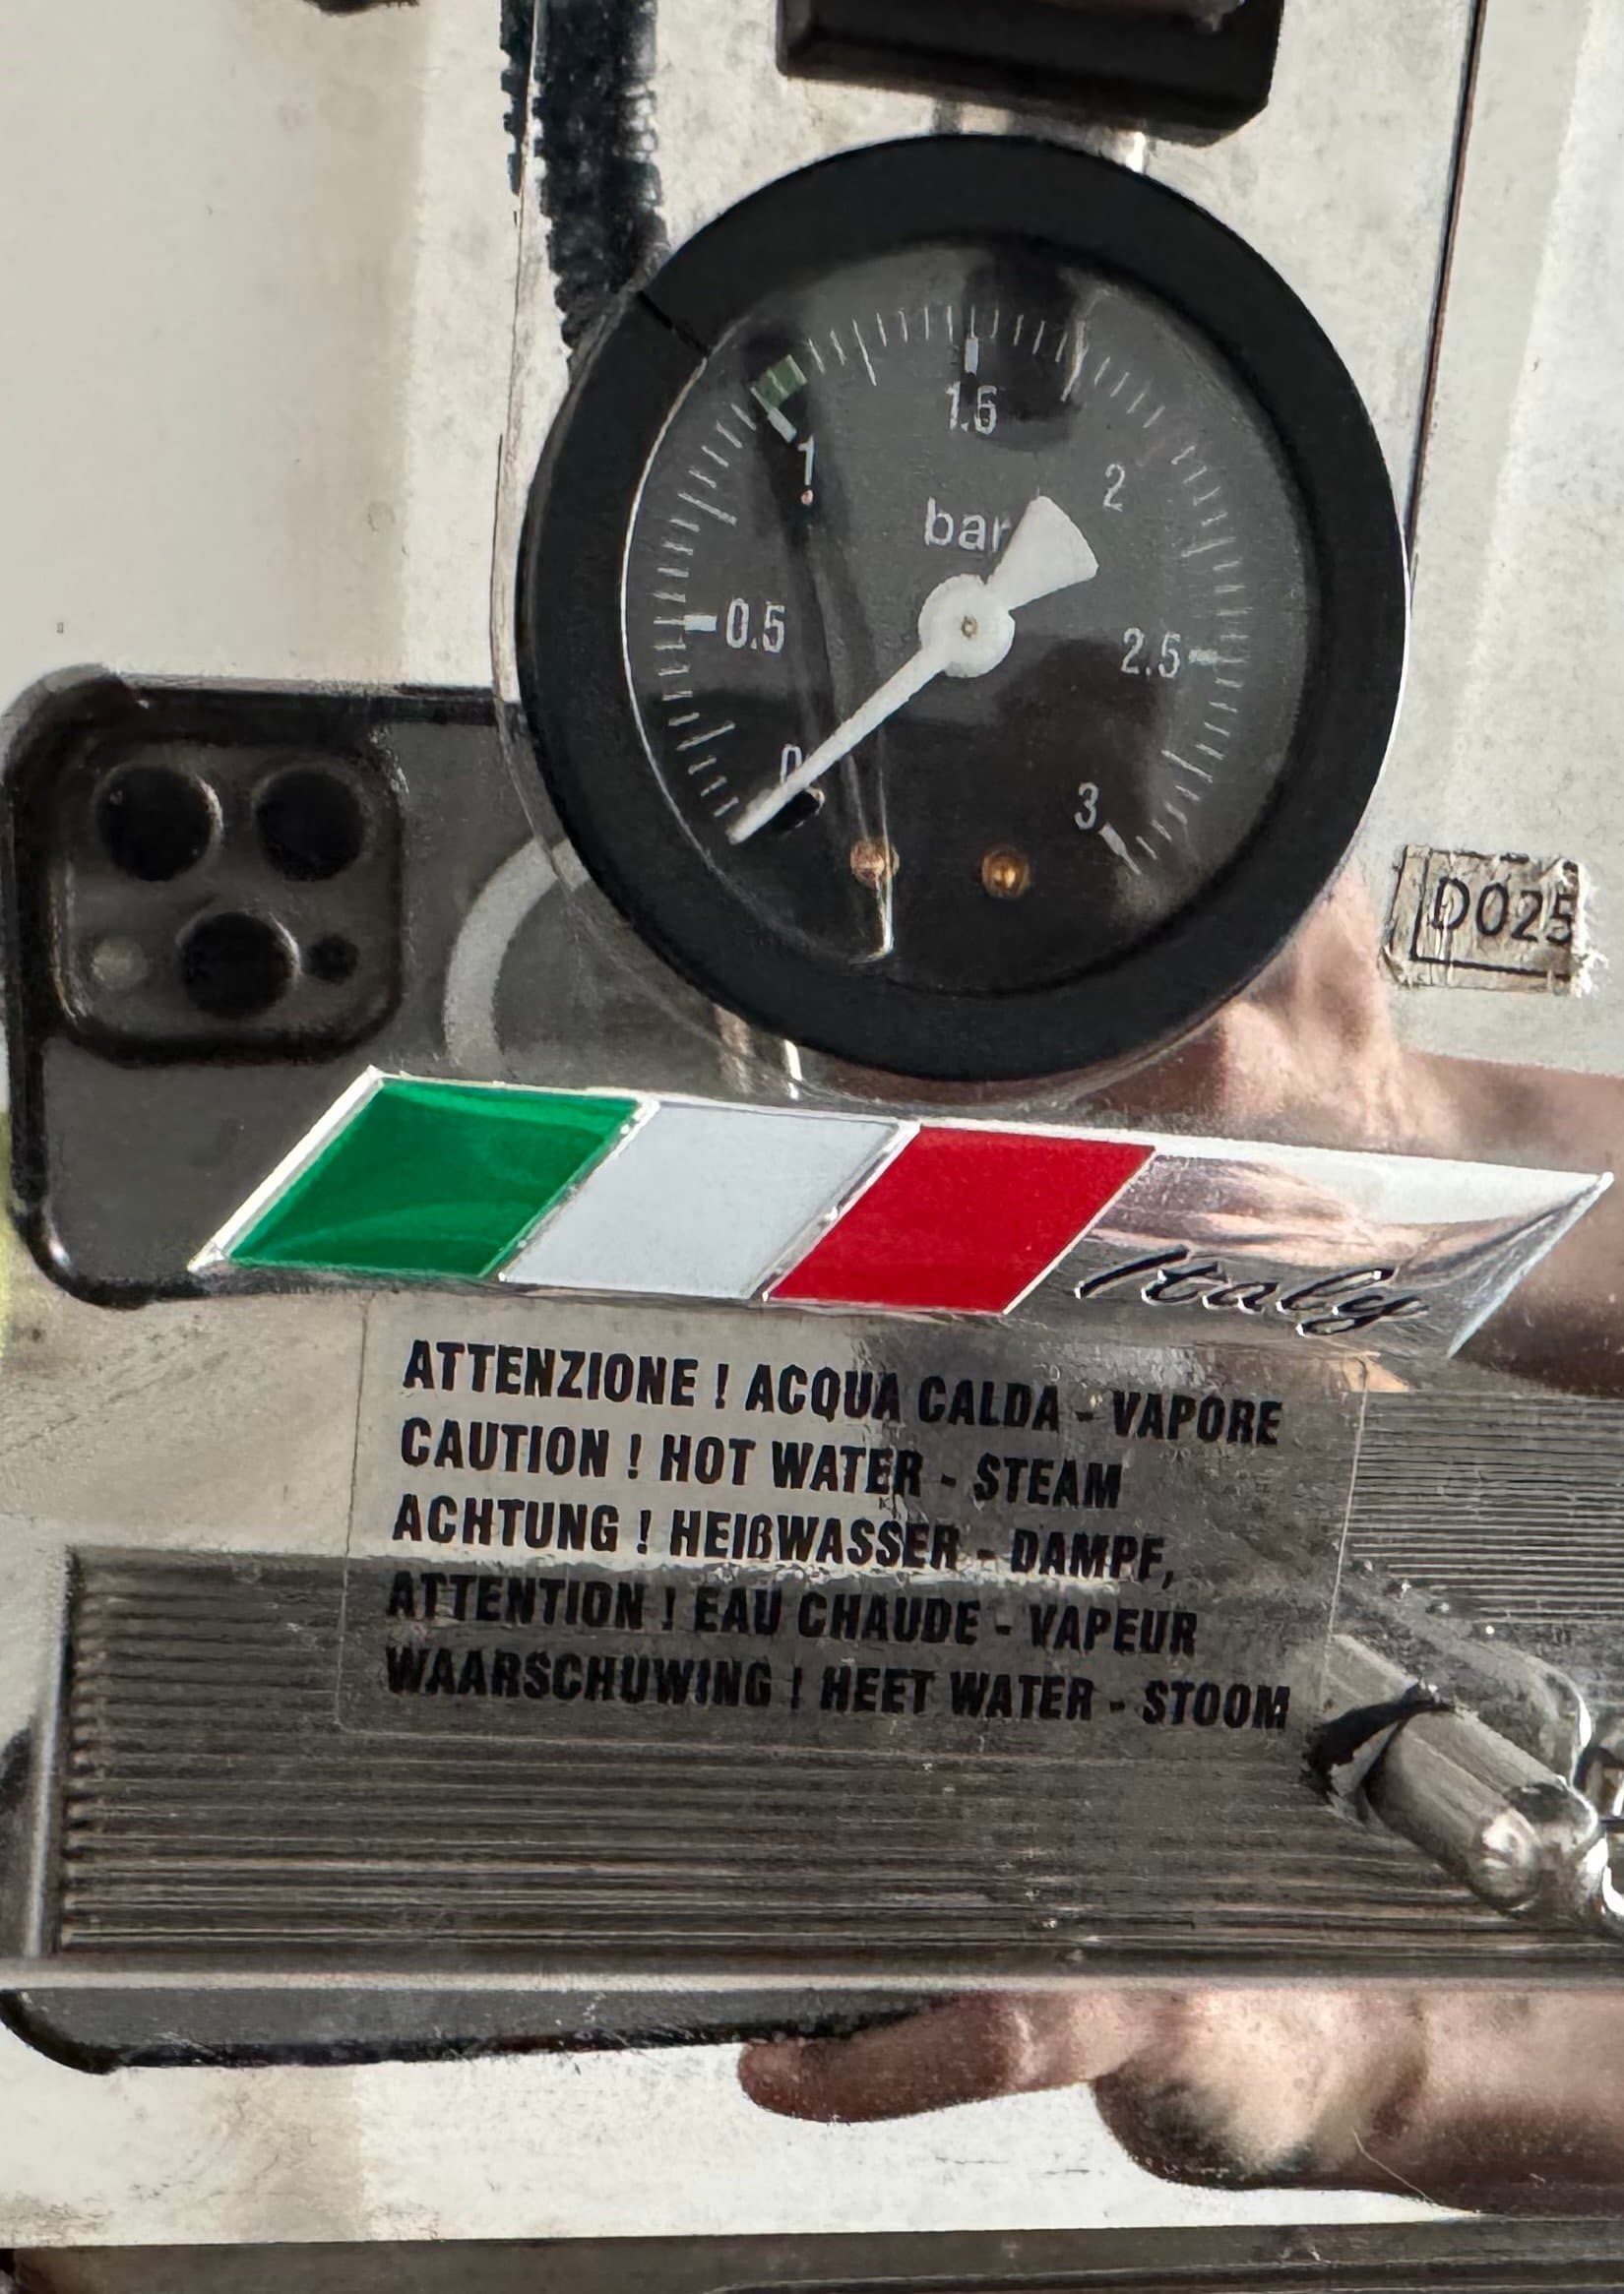 1.5
1
2
bar
0.5
2.5
0
3
D025
Italy
ATTENZIONE ! ACQUA CALDA - VAPORE
CAUTION ! HOT WATER - STEAM
ACHTUNG ! HEIßWASSER - DAMPF,
ATTENTION ! EAU CHAUDE - VAPEUR
WAARSCHUWING ! HEET WATER - STOOM